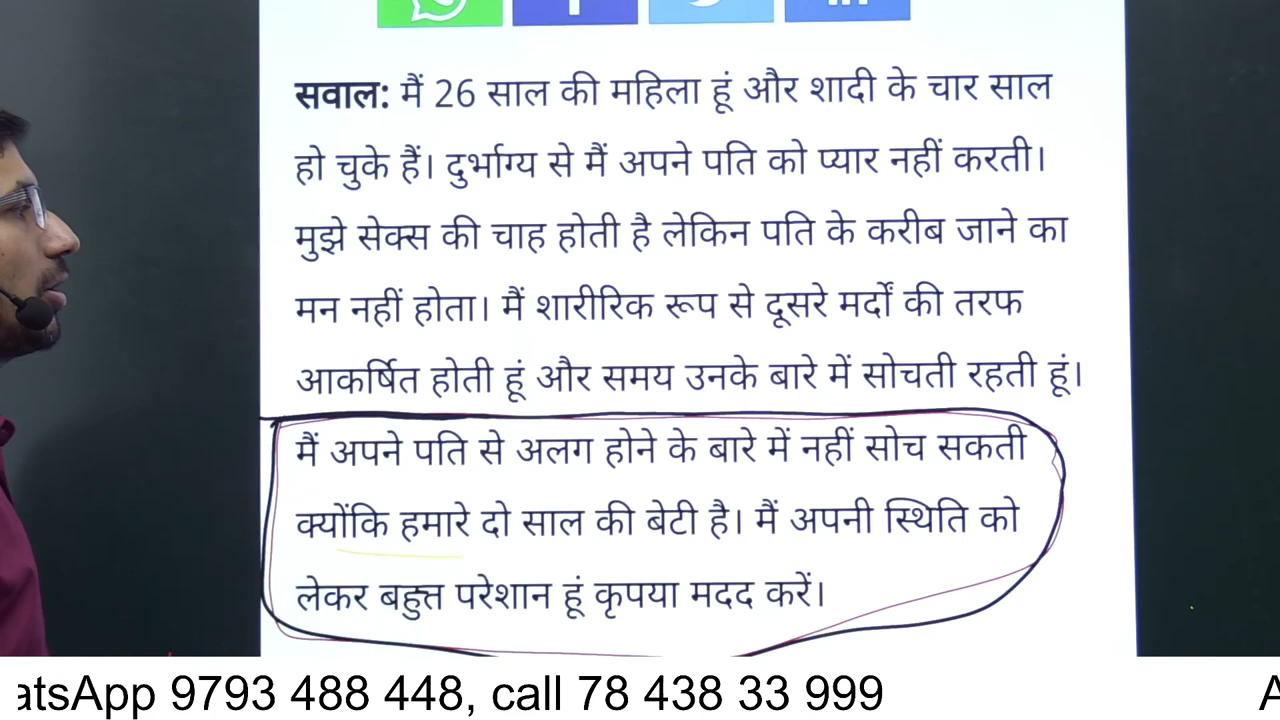 सवाल: मैं 26 साल की महिला हूं और शादी के चार साल
हो चुके हैं। दुर्भाग्य से मैं अपने पति को प्यार नहीं करती।
मुझे सेक्स की चाह होती है लेकिन पति के करीब जाने का
मन नहीं होता। मैं शारीरिक रूप से दूसरे मर्दों की तरफ
आकर्षित होती हूं और समय उनके बारे में सोचती रहती हूं।
मैं अपने पति से अलग होने के बारे में नहीं सोच सकती
क्योंकि हमारे दो साल की बेटी है। मैं अपनी स्थिति को
लेकर बहुत परेशान हूं कृपया मदद करें।
atsApp 9793 488 448, call 78 438 33 999